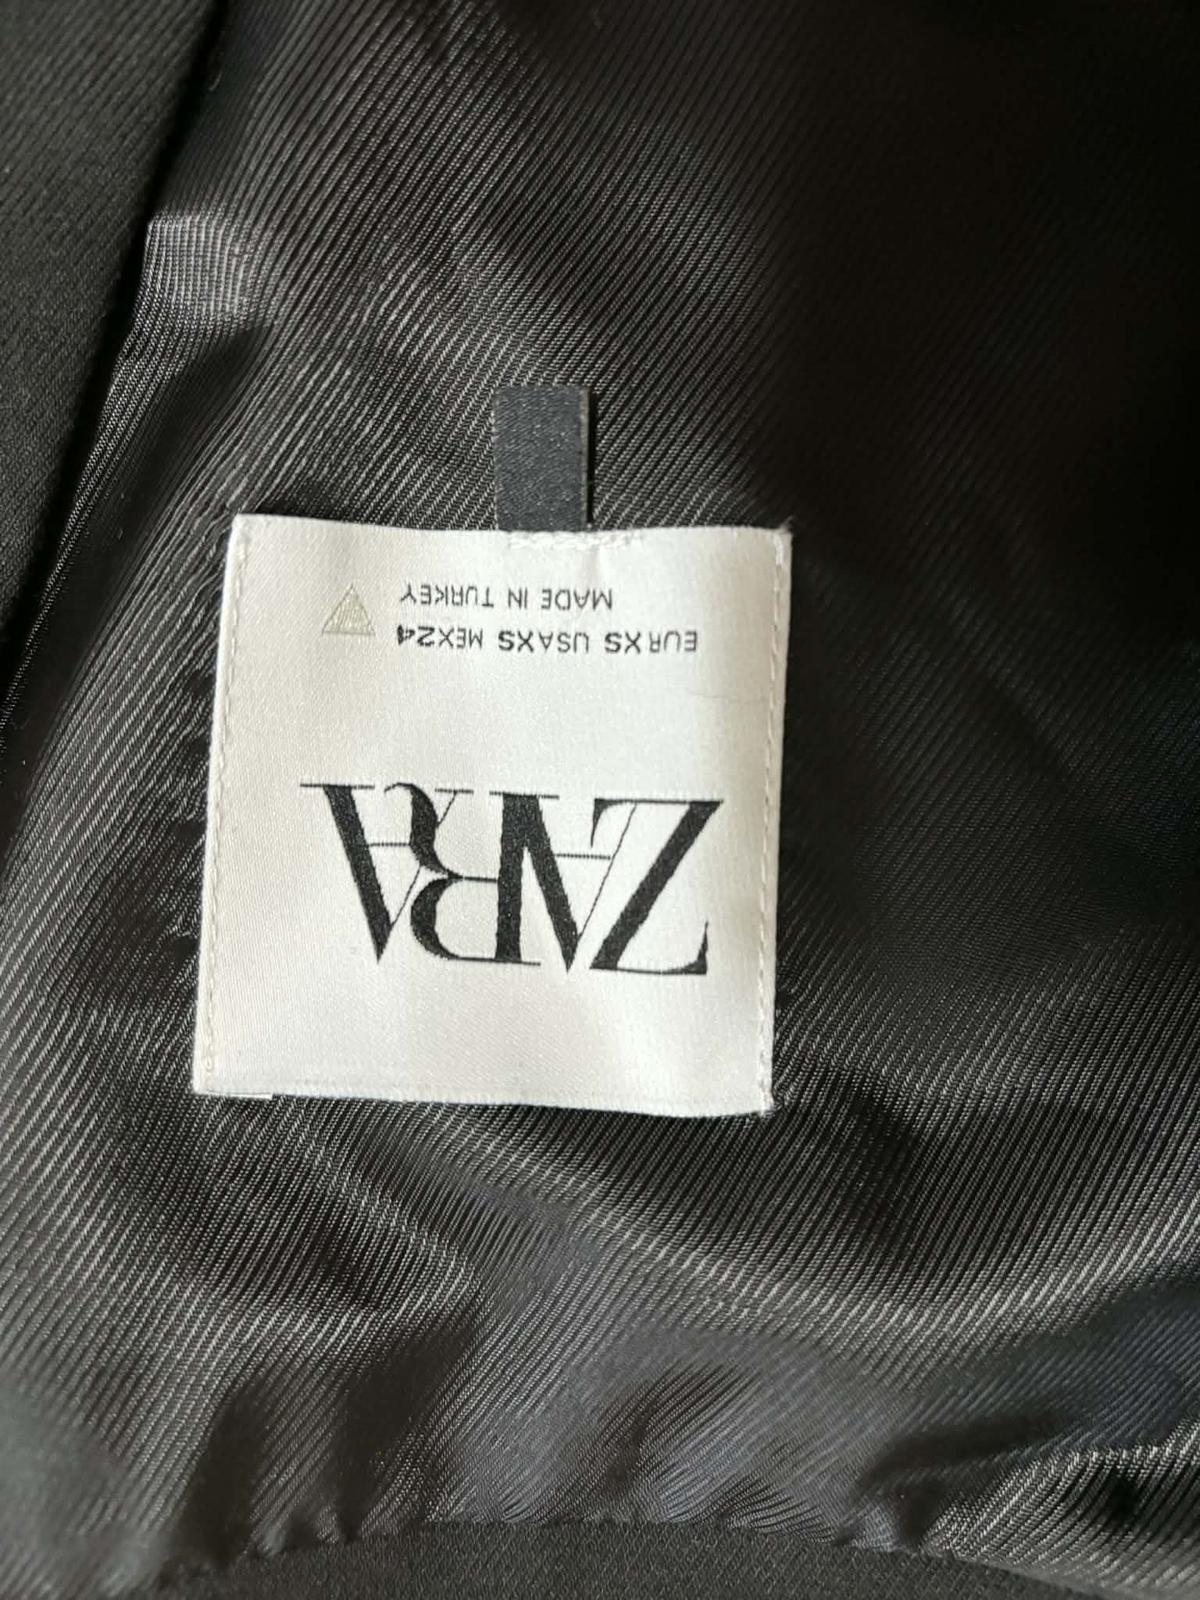 ZARA
EUR XS USA XS MEX 24
MADE IN TURKEY